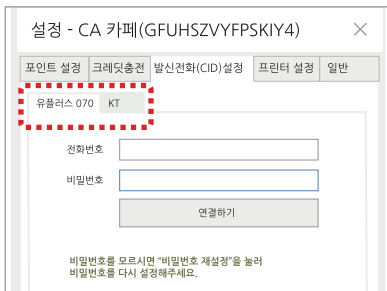 설정 - CA 카페(GFUHSZVYFPSKIY4)
포인트 설정 크레딧충전 발신전화(CID)설정 프린터 설정 일반
유플러스 070 KT
전화번호
비밀번호
연결하기
비밀번호를 모르시면 "비밀번호 재설정"을 눌러
비밀번호를 다시 설정해주세요.